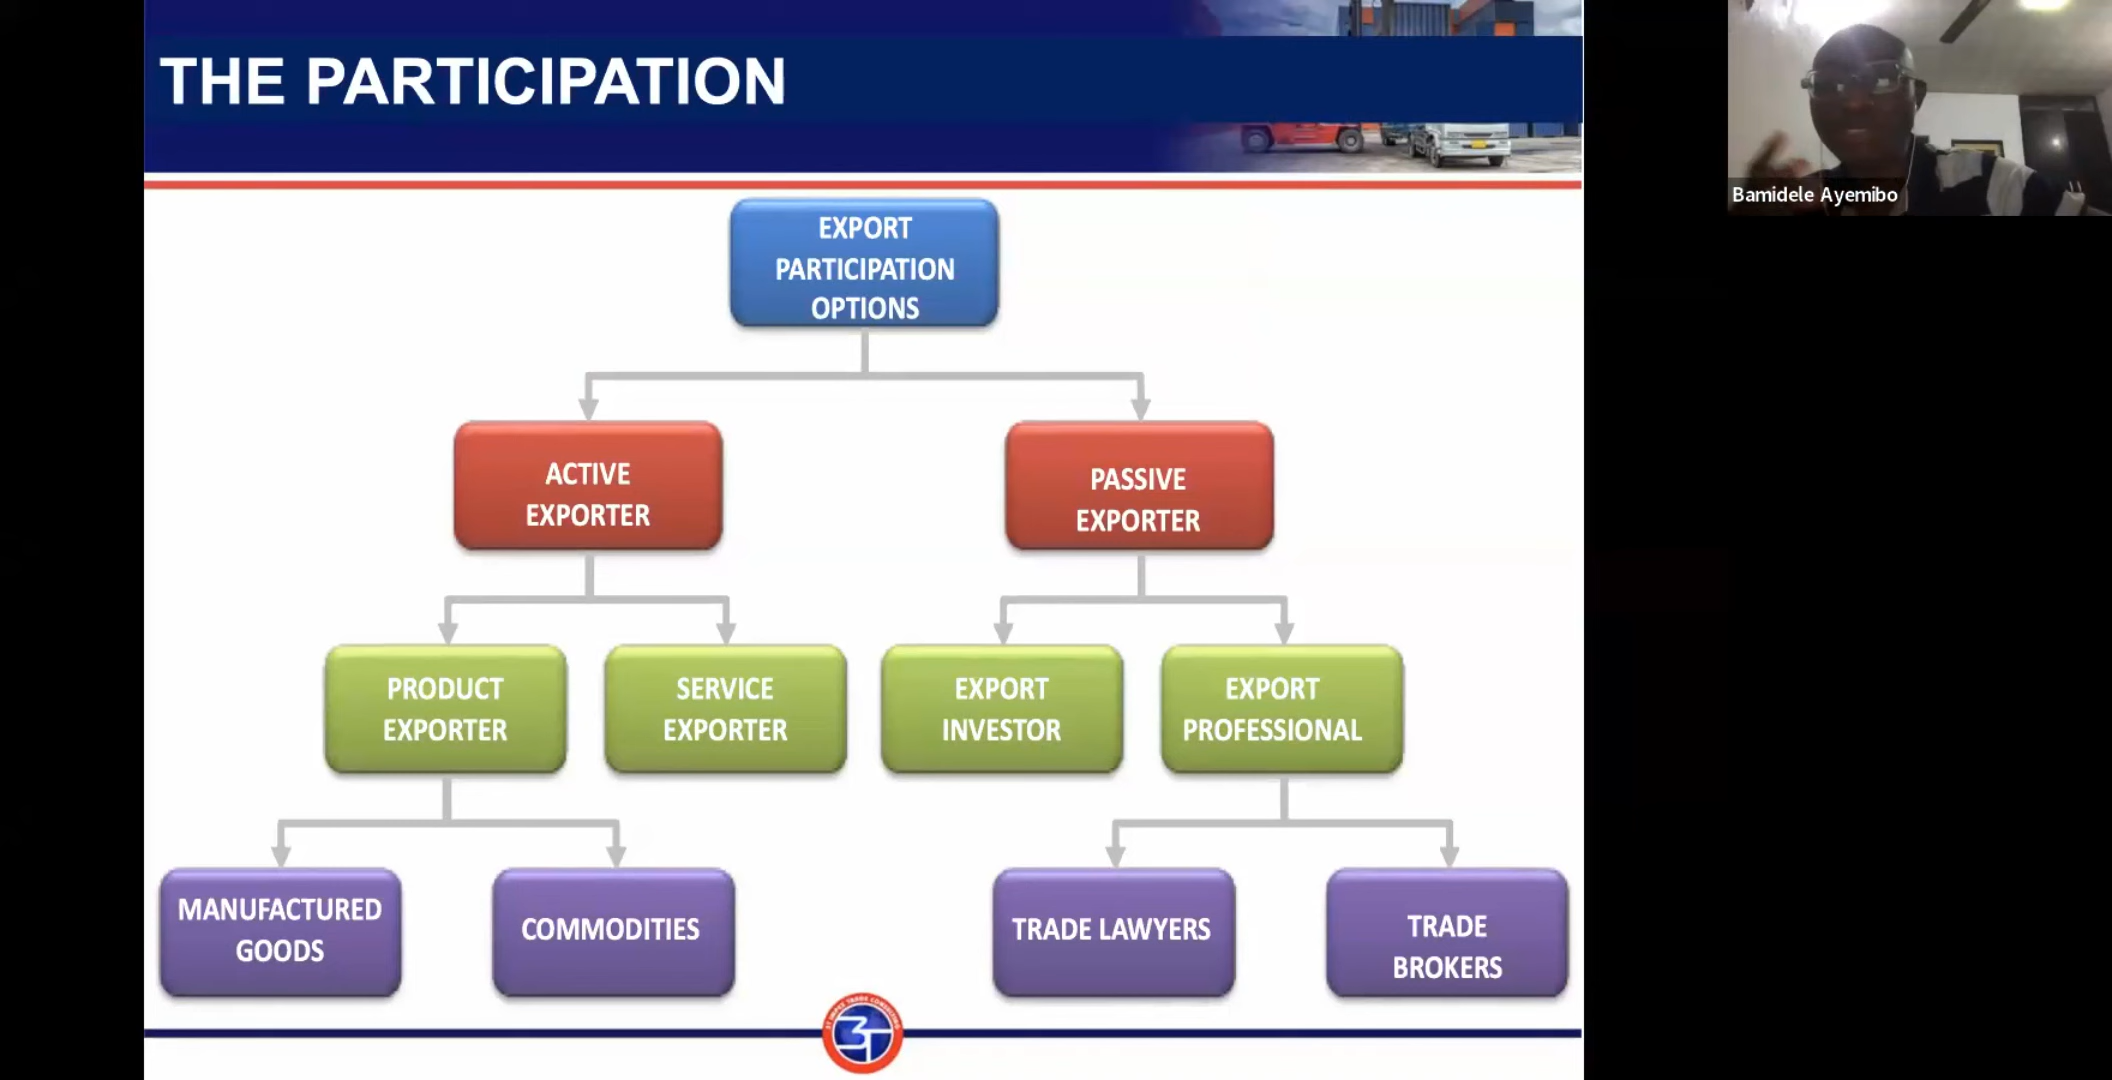 THE PARTICIPATION
Bamidele Ayemibo
EXPORT
PARTICIPATION
OPTIONS
ACTIVE
EXPORTER
PASSIVE
EXPORTER
PRODUCT
EXPORTER
SERVICE
EXPORTER
EXPORT
INVESTOR
EXPORT
PROFESSIONAL
MANUFACTURED
GOODS
COMMODITIES
TRADE LAWYERS
TRADE
BROKERS
3T